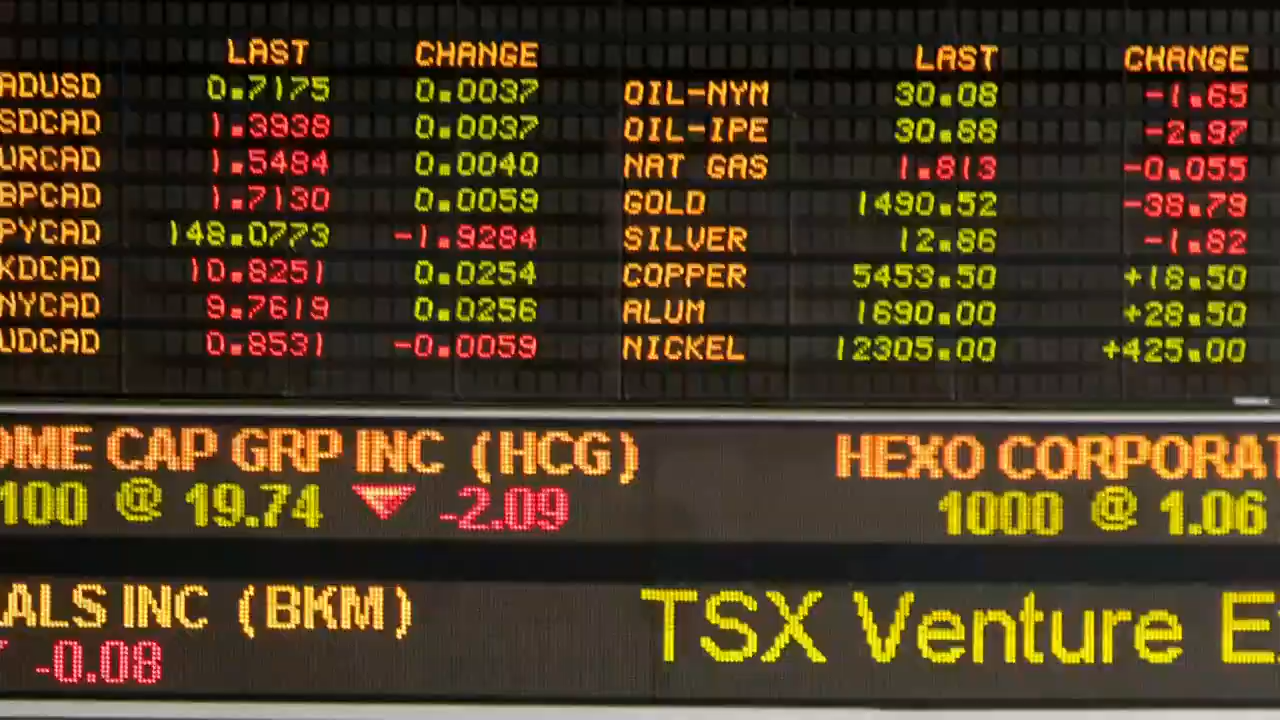 LAST CHANGE
ADUSD 0.7175 0.0037
SDCAD 1.3938 0.0037
URCAD 1.5484 0.0040
BPCAD 1.7130 0.0059
PYCAD 148.0773 -1.9284
KDCAD 10.8251 0.0254
NYCAD 9.7619 0.0256
UDCAD 0.8531 -0.0059
LAST CHANGE
OIL-NYM 30.08 -1.65
OIL-IPE 30.68 -2.97
NAT GAS 1.813 -0.055
GOLD 1490.52 -38.79
SILVER 12.86 -1.82
COPPER 5453.50 +18.50
ALUM 1690.00 +28.50
NICKEL 12305.00 +425.00
OME CAP GRP INC (HCG) HEXO CORPORAT
100 @ 19.74 ▼ -2.09 1000 @ 1.06
ALS INC (BKM) TSX Venture E
-0.08